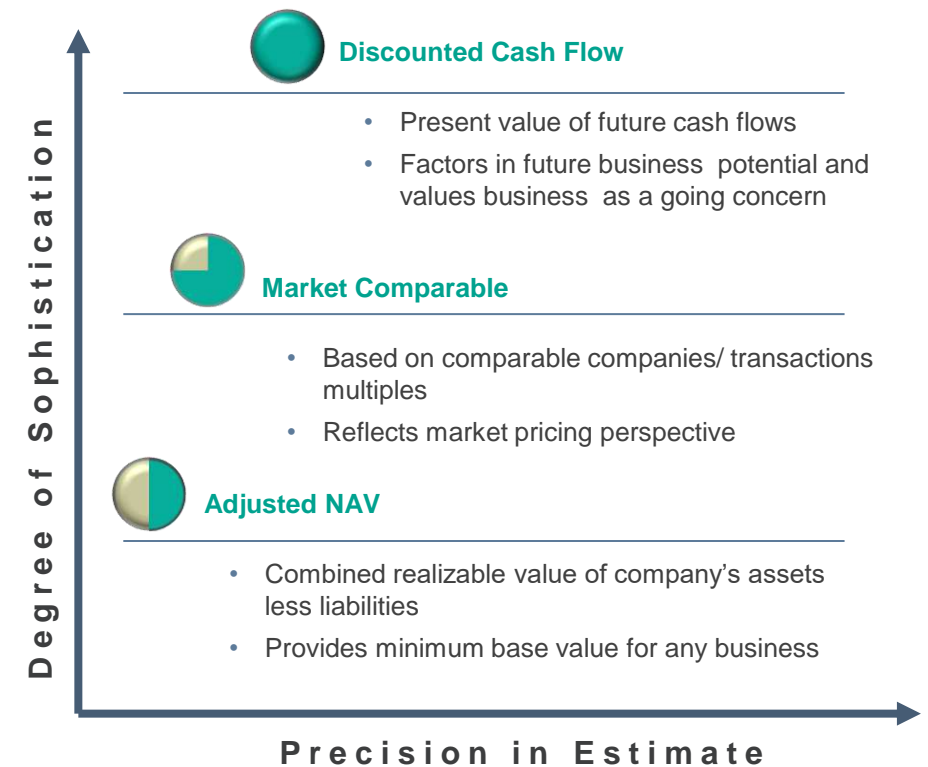 Discounted Cash Flow
• Present value of future cash flows
• Factors in future business potential and
values business as a going concern
Market Comparable
• Based on comparable companies/ transactions
multiples
• Reflects market pricing perspective
Adjusted NAV
• Combined realizable value of company’s assets
less liabilities
• Provides minimum base value for any business
Degree of Sophistication
Precision in Estimate